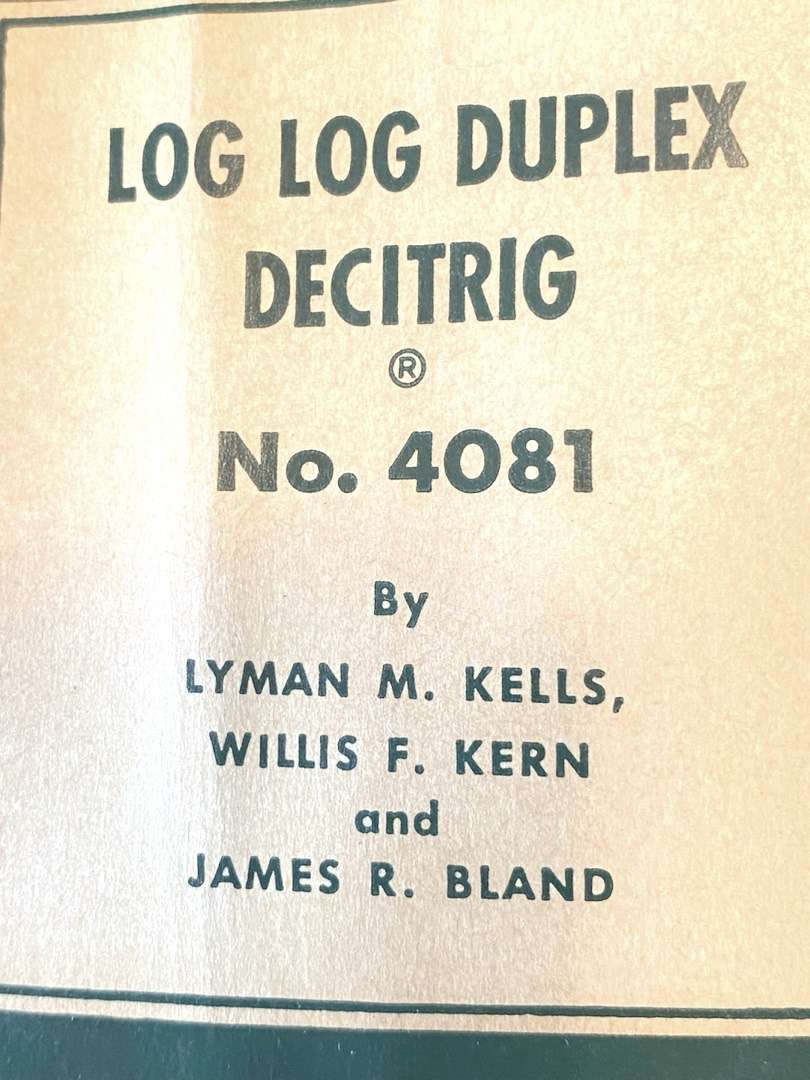 LOG LOG DUPLEX
DECITRIG
®
No. 4081
By
LYMAN M. KELLS,
WILLIS F. KERN
and
JAMES R. BLAND